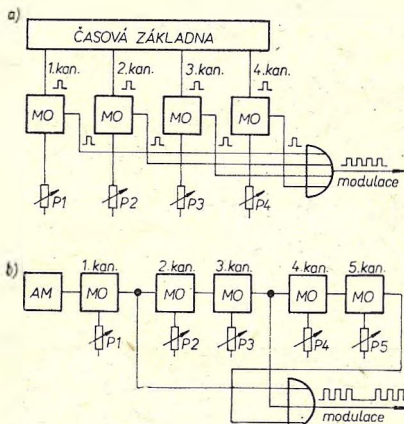 a)
ČASOVÁ ZÁKLADNA
1.kan. 2.kan. 3.kan. 4.kan.
MO MO MO MO
P1 P2 P3 P4
modulace
b)
1.kan. 2.kan. 3.kan. 4.kan. 5.kan.
AM MO MO MO MO MO
P1 P2 P3 P4 P5
modulace